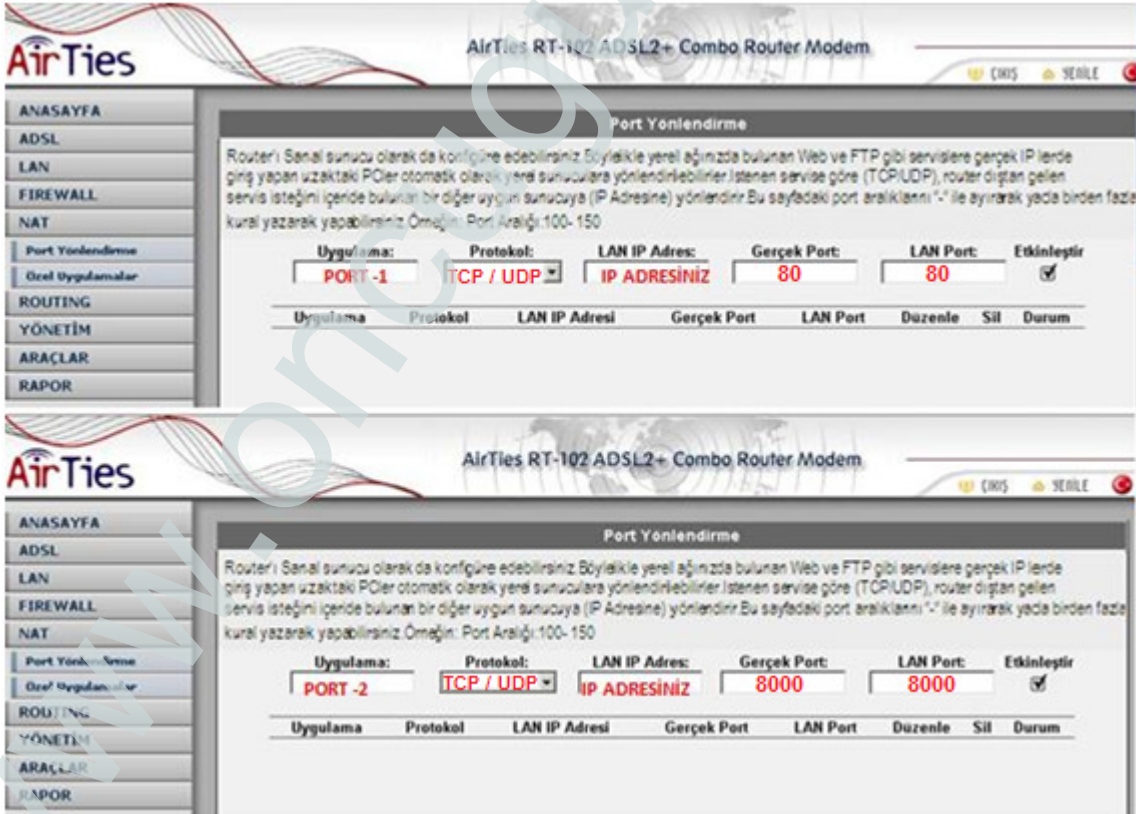 AirTies
AirTies RT-102 ADSL2+ Combo Router Modem
ÇIKIŞ YENİLE
ANASAYFA
ADSL
LAN
FIREWALL
NAT
Port Yönlendirme
Özel Uygulamalar
ROUTING
YÖNETİM
ARAÇLAR
RAPOR
Port Yönlendirme
Router'ı Sanal sunucu olarak da konfigüre edebilirsiniz.Böylelikle yerel ağınızda bulunan Web ve FTP gibi servislere gerçek IP lerde
giriş yapan uzaktaki PCler otomatik olarak yerel sunuculara yönlendirilebilirler.İstenen servise göre (TCP/UDP), router dıştan gelen
servis isteğini içeride bulunan bir diğer uygun sunucuya (IP Adresine) yönlendirir.Bu sayfadaki port aralıklarını "-" ile ayırarak yada birden fazla
kural yazarak yapabilirsiniz.Örneğin: Port Aralığı:100- 150
Uygulama: Protokol: LAN IP Adres: Gerçek Port: LAN Port: Etkinleştir
PORT -1 TCP / UDP IP ADRESİNİZ 80 80
Uygulama Protokol LAN IP Adresi Gerçek Port LAN Port Düzenle Sil Durum
AirTies
AirTies RT-102 ADSL2+ Combo Router Modem
ÇIKIŞ YENİLE
ANASAYFA
ADSL
LAN
FIREWALL
NAT
Port Yönlendirme
Özel Uygulamalar
ROUTING
YÖNETİM
ARAÇLAR
RAPOR
Port Yönlendirme
Router'ı Sanal sunucu olarak da konfigüre edebilirsiniz.Böylelikle yerel ağınızda bulunan Web ve FTP gibi servislere gerçek IP lerde
giriş yapan uzaktaki PCler otomatik olarak yerel sunuculara yönlendirilebilirler.İstenen servise göre (TCP/UDP), router dıştan gelen
servis isteğini içeride bulunan bir diğer uygun sunucuya (IP Adresine) yönlendirir.Bu sayfadaki port aralıklarını "-" ile ayırarak yada birden fazla
kural yazarak yapabilirsiniz.Örneğin: Port Aralığı:100- 150
Uygulama: Protokol: LAN IP Adres: Gerçek Port: LAN Port: Etkinleştir
PORT -2 TCP / UDP IP ADRESİNİZ 8000 8000
Uygulama Protokol LAN IP Adresi Gerçek Port LAN Port Düzenle Sil Durum